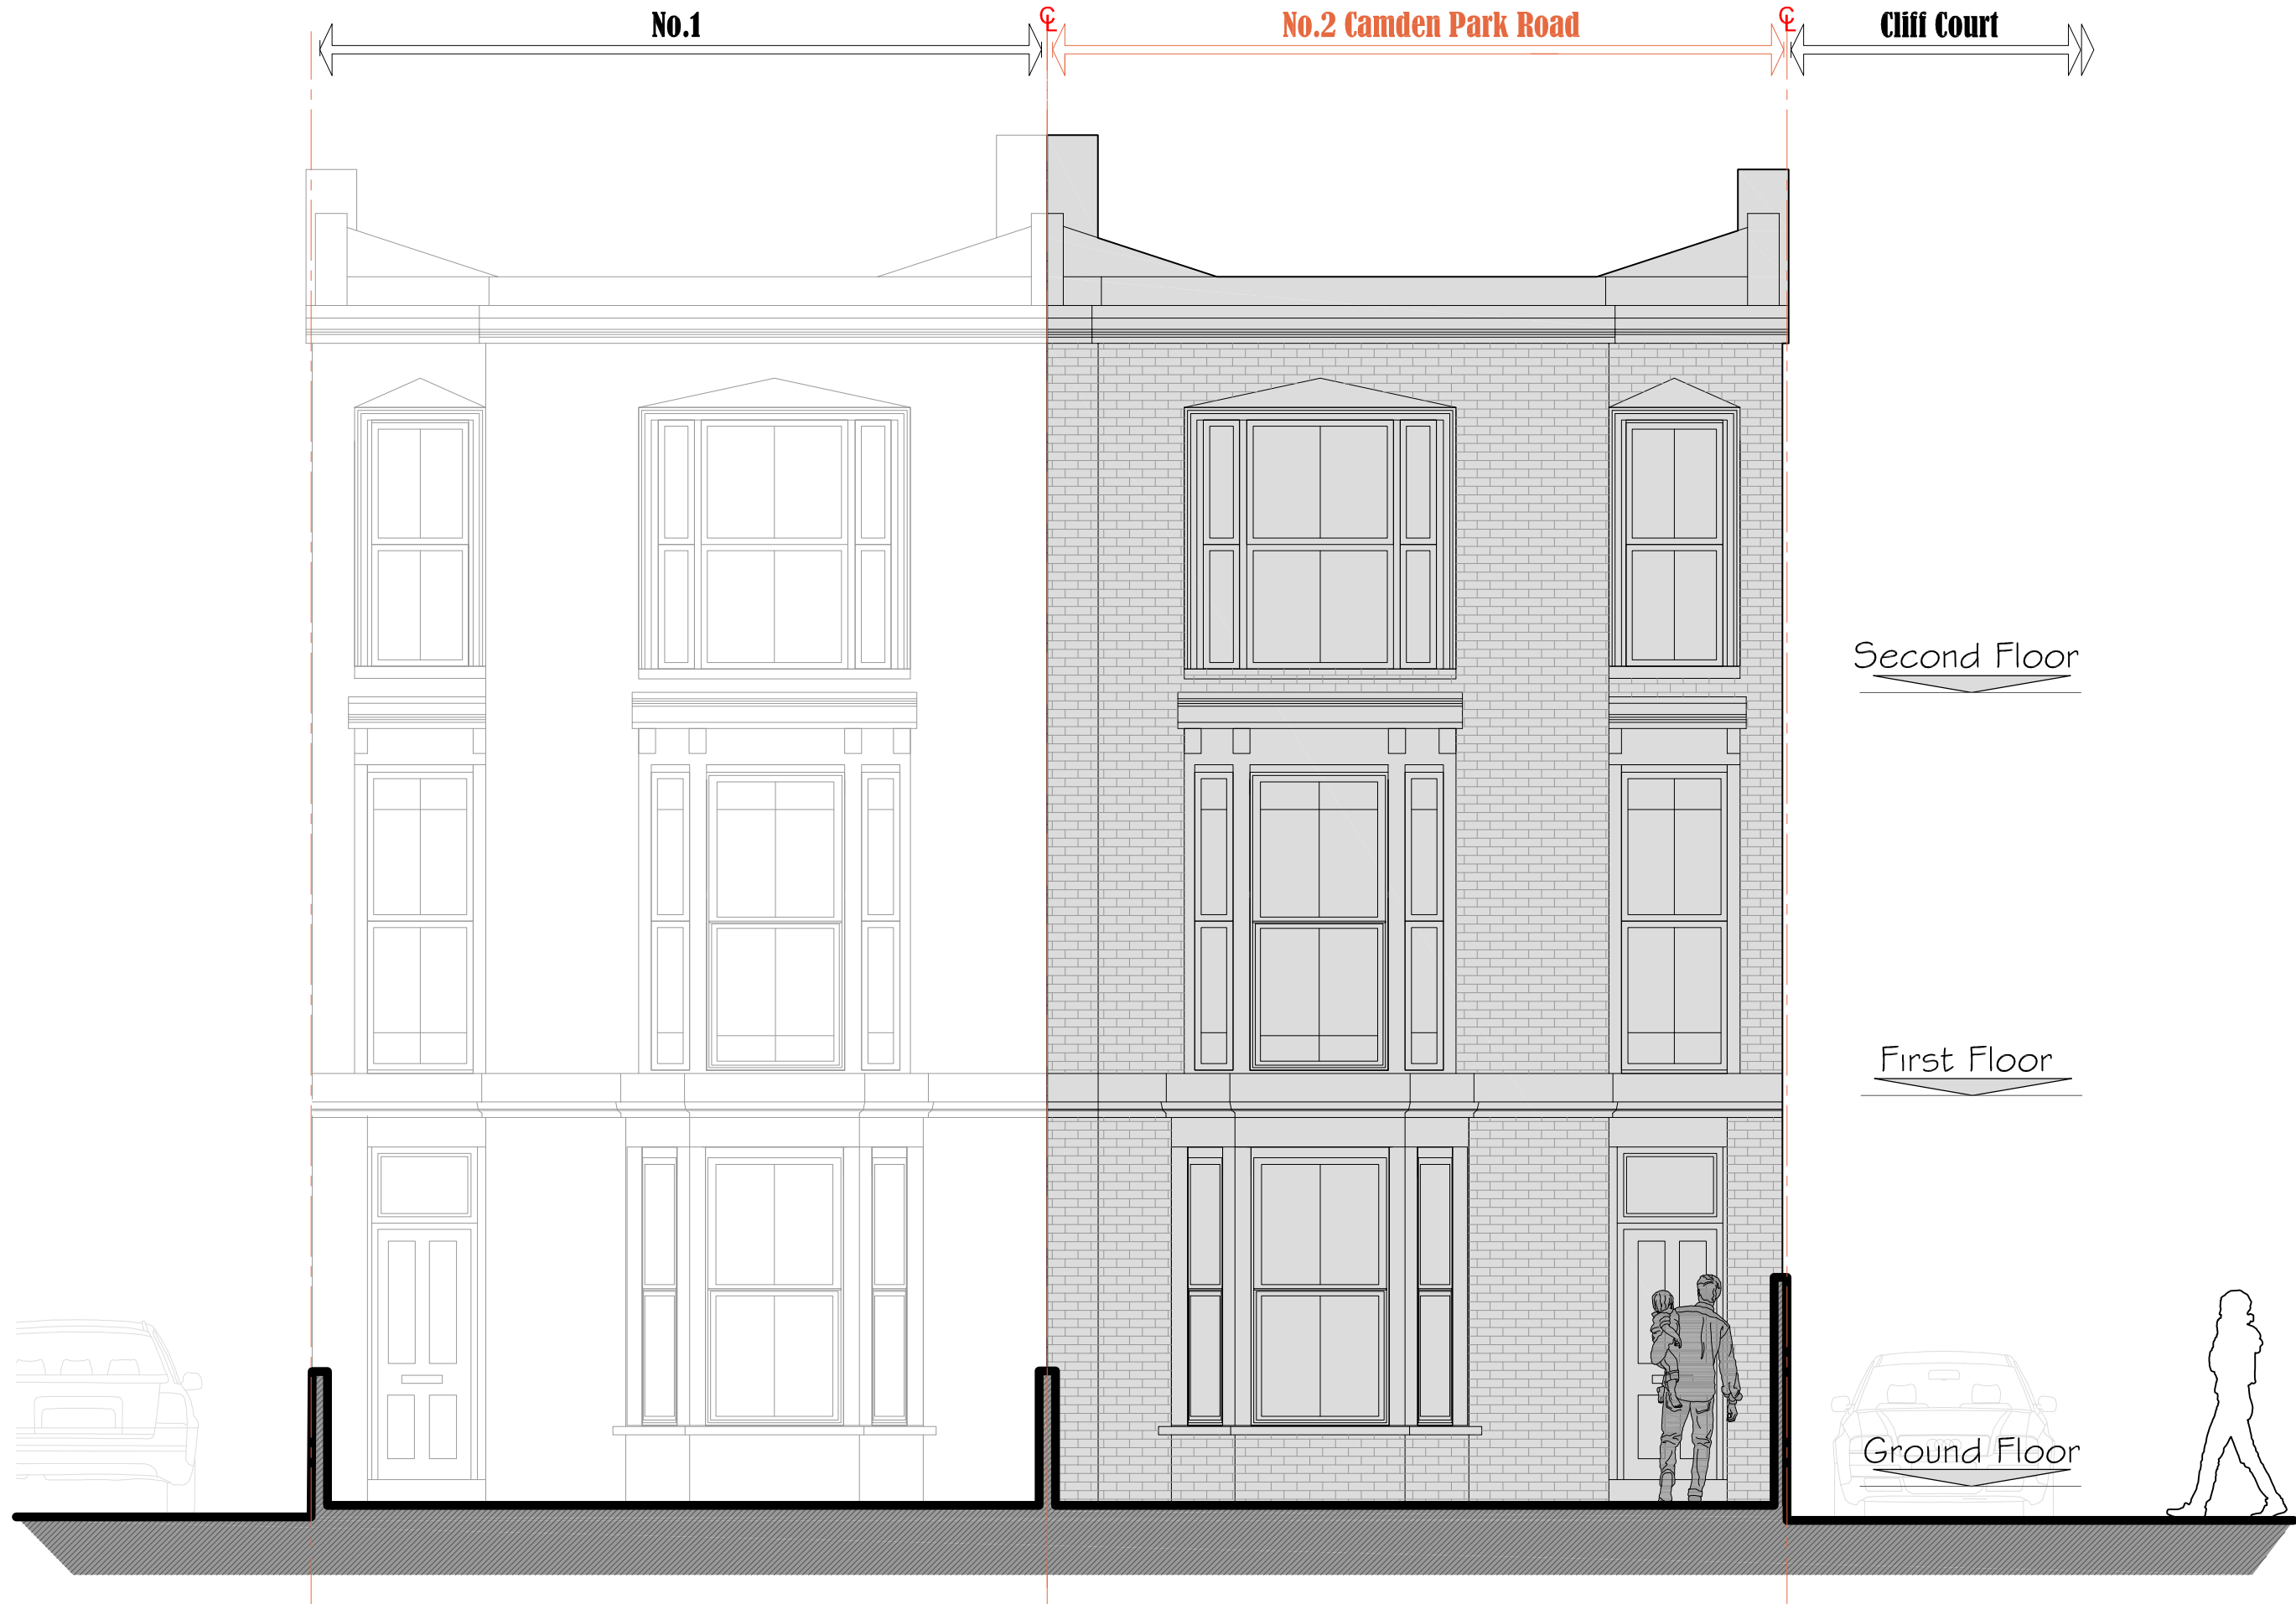 No.1
℄
No.2 Camden Park Road
℄
Cliff Court
Second Floor
First Floor
Ground Floor